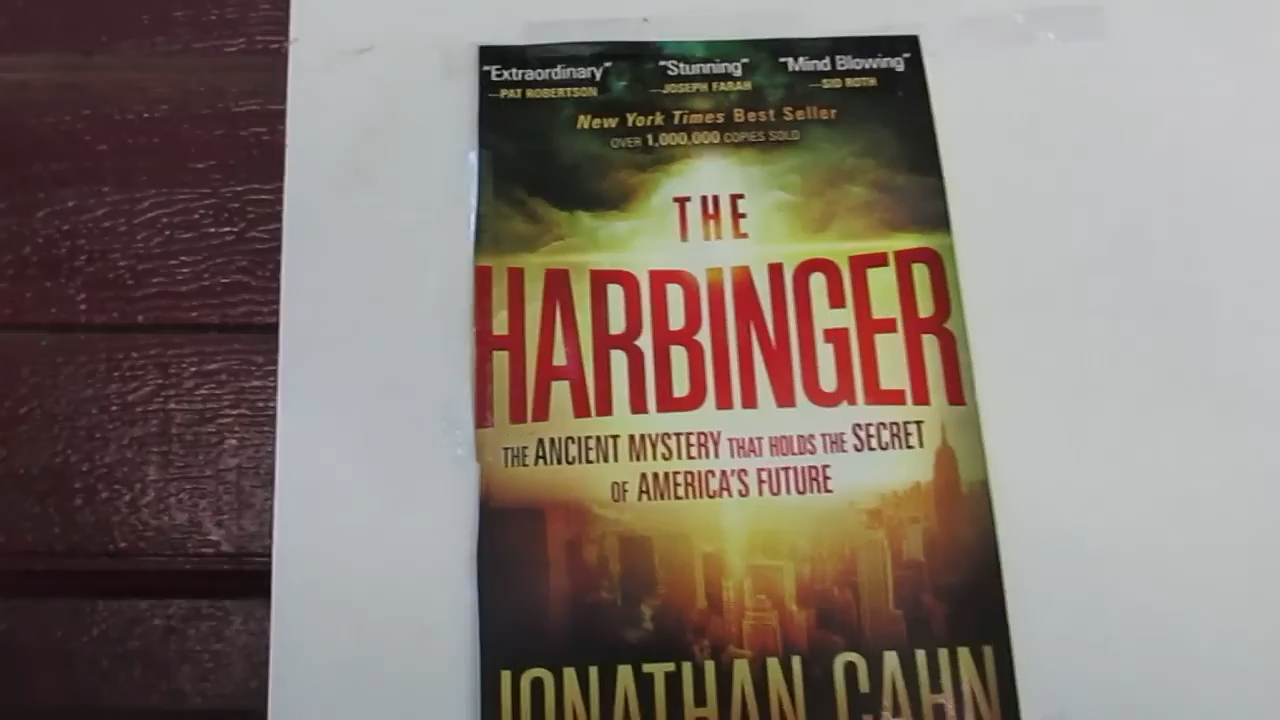 "Extraordinary" "Stunning" "Mind Blowing"
—PAT ROBERTSON —JOSEPH FARAH —SID ROTH
New York Times Best Seller
OVER 1,000,000 COPIES SOLD
THE
HARBINGER
THE ANCIENT MYSTERY THAT HOLDS THE SECRET
OF AMERICA'S FUTURE
JONATHAN CAHN